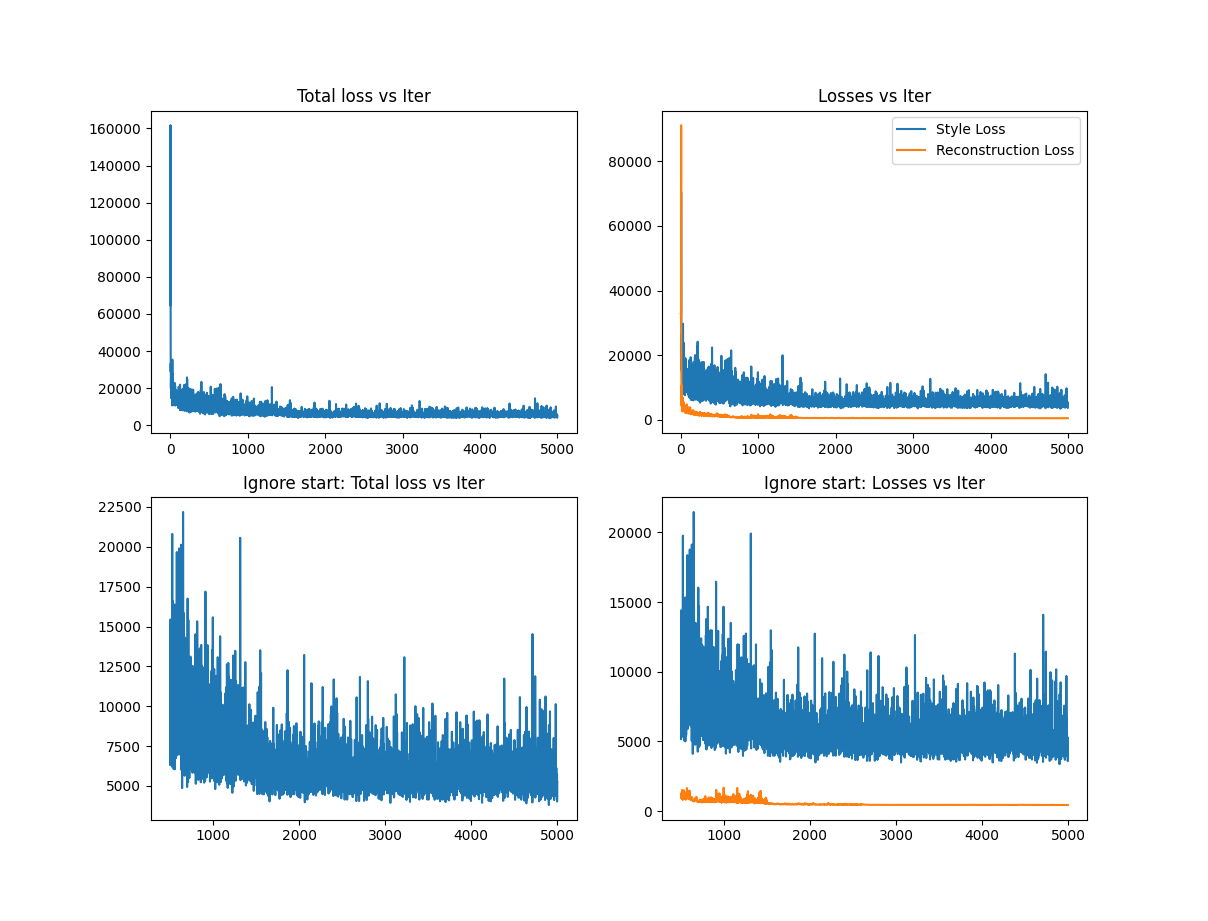 Total loss vs Iter
160000
140000
120000
100000
80000
60000
40000
20000
0
0 1000 2000 3000 4000 5000
Losses vs Iter
Style Loss
Reconstruction Loss
80000
60000
40000
20000
0
0 1000 2000 3000 4000 5000
Ignore start: Total loss vs Iter
22500
20000
17500
15000
12500
10000
7500
5000
1000 2000 3000 4000 5000
Ignore start: Losses vs Iter
20000
15000
10000
5000
0
1000 2000 3000 4000 5000